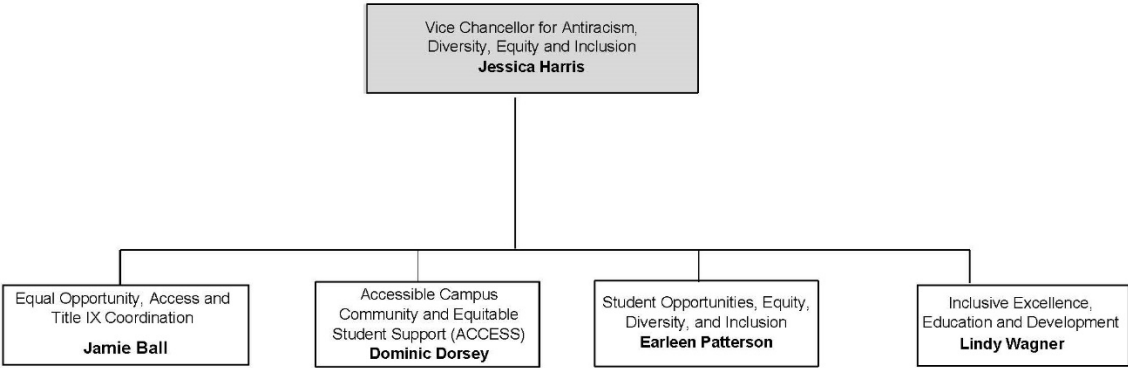 Vice Chancellor for Antiracism,
Diversity, Equity and Inclusion
Jessica Harris
Equal Opportunity, Access and
Title IX Coordination
Jamie Ball
Accessible Campus
Community and Equitable
Student Support (ACCESS)
Dominic Dorsey
Student Opportunities, Equity,
Diversity, and Inclusion
Earleen Patterson
Inclusive Excellence,
Education and Development
Lindy Wagner